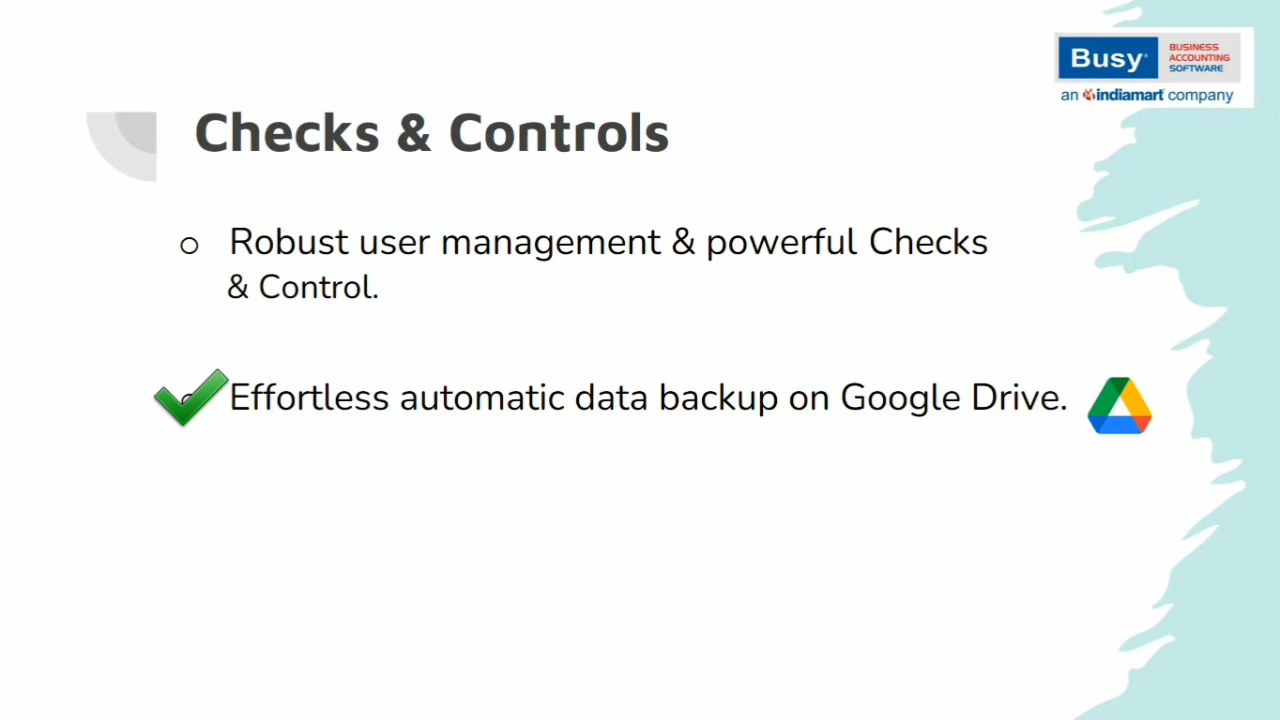 Busy
BUSINESS
ACCOUNTING
SOFTWARE
an indiamart company
Checks & Controls
Robust user management & powerful Checks
& Control.
Effortless automatic data backup on Google Drive.